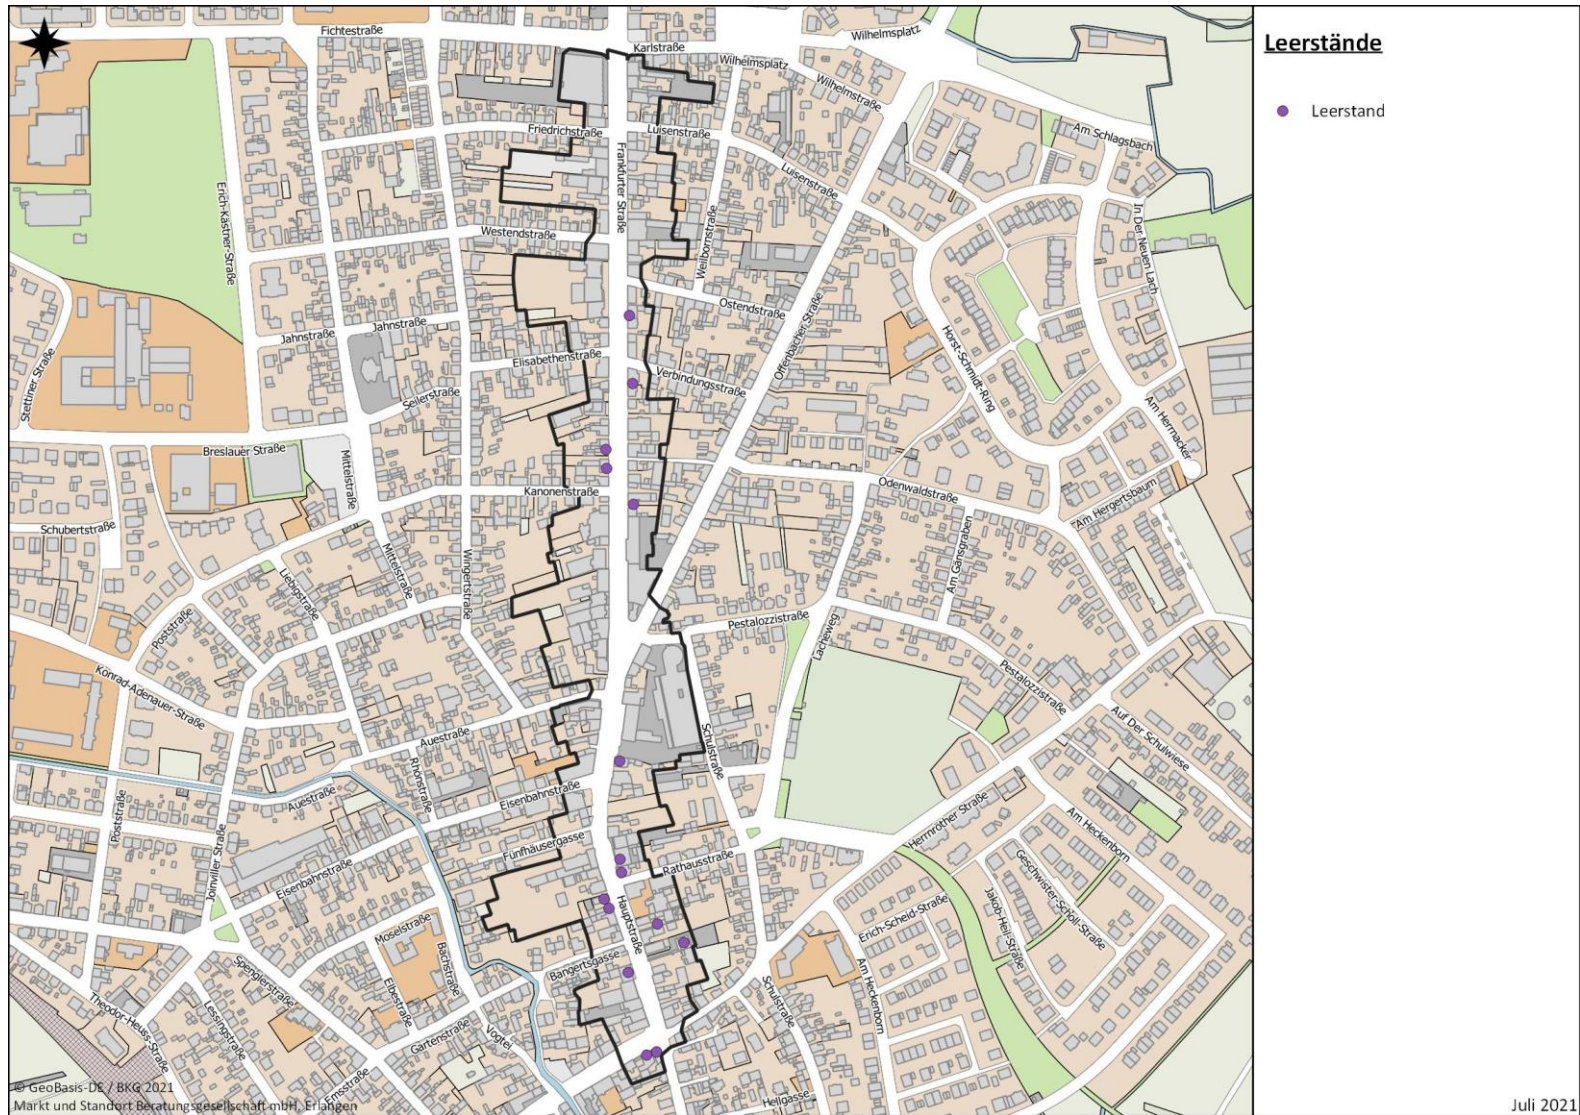 Fichtestraße
Karlstraße
Wilhelmsplatz
Wilhelmsplatz
Wilhelmstraße
Friedrichstraße
Luisenstraße
Am Schlagsbach
Luisenstraße
Frankfurter Straße
Erich-Kästner-Straße
Westendstraße
Weilbornstraße
In Der Neuen Lach
Ostendstraße
Offenbacher Straße
Jahnstraße
Jahnstraße
Elisabethenstraße
Verbindungsstraße
Horst-Schmidt-Ring
Stettiner Straße
Seilerstraße
Am Herrnacker
Breslauer Straße
Mittelstraße
Kanonenstraße
Odenwaldstraße
Am Hergertsbaum
Schubertstraße
Mittelstraße
Wingertstraße
Am Gänsgraben
Liebigstraße
Poststraße
Pestalozzistraße
Lacheweg
Konrad-Adenauer-Straße
Pestalozzistraße
Auf Der Schulwiese
Auestraße
Schulstraße
Rhönstraße
Auestraße
Eisenbahnstraße
Poststraße
Herrnröther Straße
Am Heckenborn
Joinviller Straße
Fünfhäusergasse
Rathausstraße
Eisenbahnstraße
Geschwister-Scholl-Straße
Jakob-Heil-Straße
Hauptstraße
Moselstraße
Erich-Scheid-Straße
Bachstraße
Bangertsgasse
Am Heckenborn
Spenglerstraße
Elbestraße
Schulstraße
Theodor-Heuss-Straße
Lessingstraße
Gartenstraße
Vogtei
Emsstraße
Hellgasse
© GeoBasis-DE / BKG 2021
Markt und Standort Beratungsgesellschaft mbH, Erlangen
Leerstände
Leerstand
Juli 2021